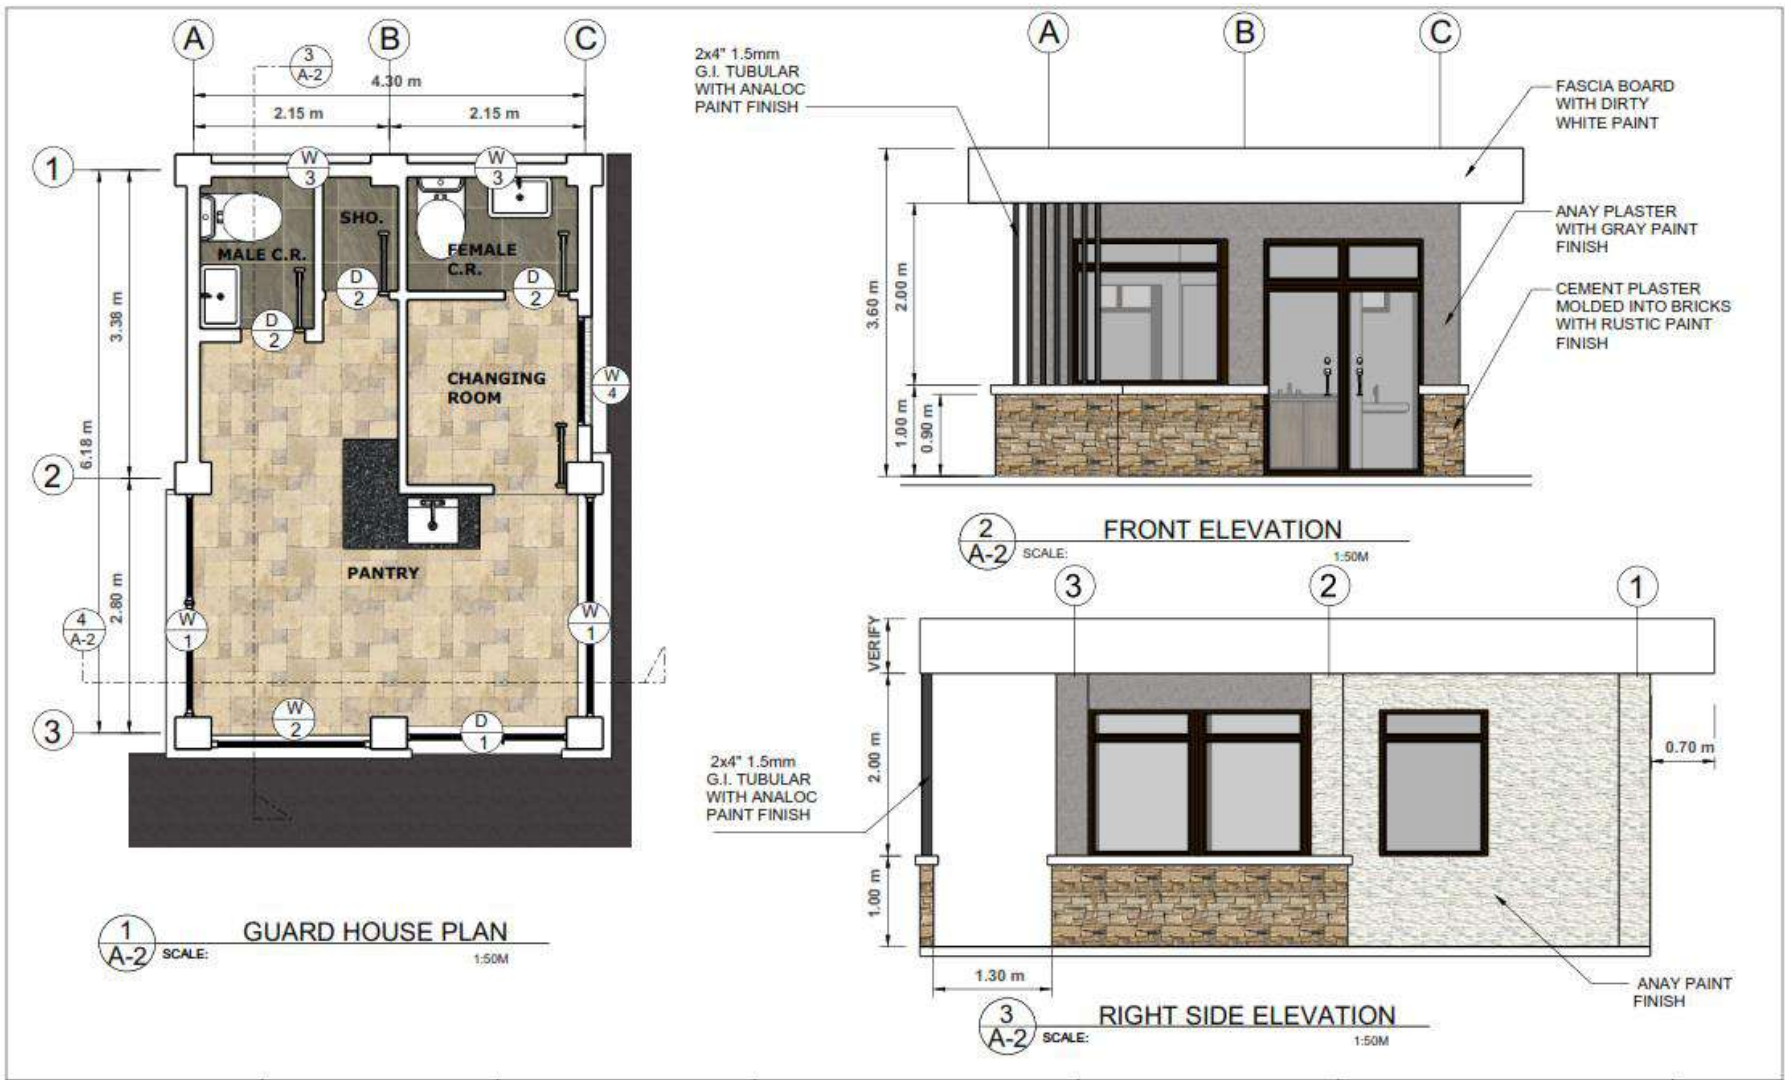 A
B
C
3
A-2
4.30 m
2.15 m
2.15 m
1
W
3
W
3
SHO.
MALE C.R.
FEMALE
C.R.
D
2
D
2
D
2
3.38 m
CHANGING
ROOM
W
4
6.18 m
2
PANTRY
2.80 m
4
A-2
W
1
W
1
W
2
D
1
3
1
A-2
GUARD HOUSE PLAN
SCALE:
1:50M
A
B
C
2x4" 1.5mm
G.I. TUBULAR
WITH ANALOC
PAINT FINISH
FASCIA BOARD
WITH DIRTY
WHITE PAINT
ANAY PLASTER
WITH GRAY PAINT
FINISH
CEMENT PLASTER
MOLDED INTO BRICKS
WITH RUSTIC PAINT
FINISH
3.60 m
2.00 m
1.00 m
0.90 m
2
A-2
FRONT ELEVATION
SCALE:
1:50M
3
2
1
VERIFY
2.00 m
0.70 m
2x4" 1.5mm
G.I. TUBULAR
WITH ANALOC
PAINT FINISH
1.00 m
1.30 m
ANAY PAINT
FINISH
3
A-2
RIGHT SIDE ELEVATION
SCALE:
1:50M